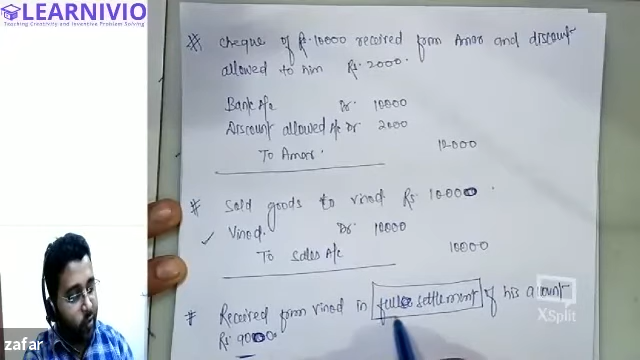 LEARNIVIO
Teaching Creativity and Inventive Problem Solving
# Cheque of Rs. 10000 received from Amar and discount
allowed to him Rs. 2000.
Bank A/c Dr. 10000
Discount allowed A/c Dr 2000
To Amar. 12000
# Sold goods to vinod Rs. 10000.
✓ Vinod. Dr. 10000
To Sales A/c 10000
# Received from vinod in full settlement of his a ount
Rs. 9000.
XSplit
zafar